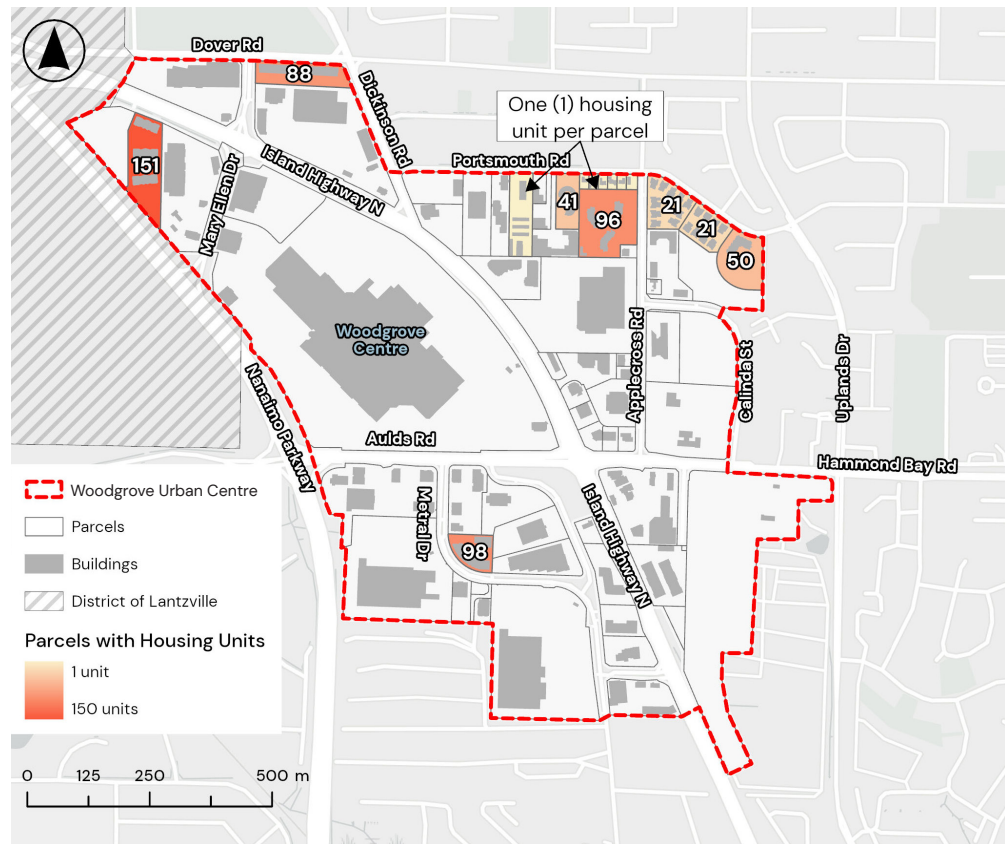 Dover Rd
88
Dickinson Rd
One (1) housing
unit per parcel
Portsmouth Rd
151
Island Highway N
Mary Ellen Dr
41
96
21
21
50
Woodgrove
Centre
Applecross Rd
Calinda St
Uplands Dr
Nanaimo Parkway
Aulds Rd
Hammond Bay Rd
Metral Dr
Island Highway N
98
Woodgrove Urban Centre
Parcels
Buildings
District of Lantzville
Parcels with Housing Units
1 unit
150 units
0 125 250 500 m